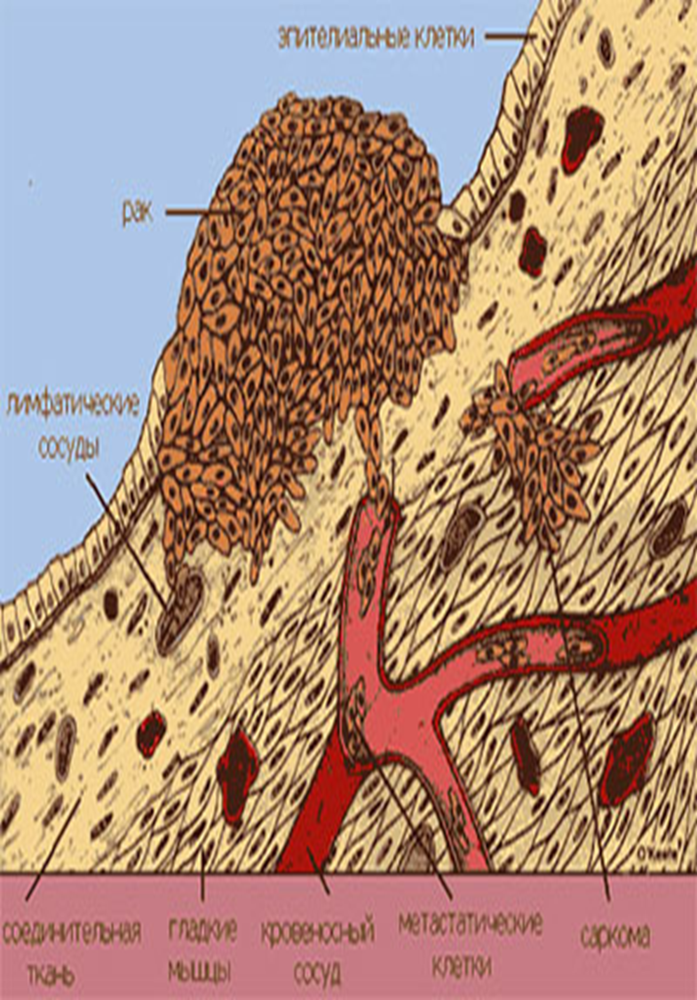 эпителиальные клетки
рак
лимфатические
сосуды
соединительная
ткань
гладкие
мышцы
кровеносный
сосуд
метастатические
клетки
саркома